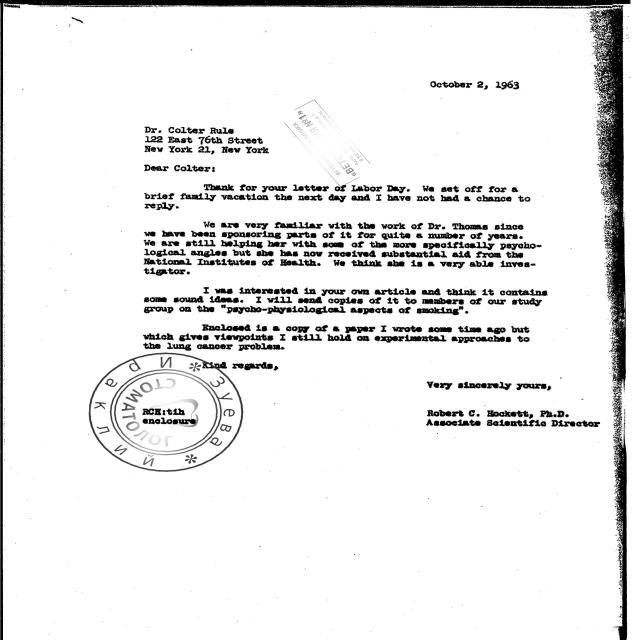 October 2, 1963
Dr. Colter Rule
122 East 76th Street
New York 21, New York
Dear Colter:
Thank for your letter of Labor Day. We set off for a
brief family vacation the next day and I have not had a chance to
reply.
We are very familiar with the work of Dr. Thomas since
we have been sponsoring parts of it for quite a number of years.
We are still helping her with some of the more specifically psycho-
logical angles but she has now received substantial aid from the
National Institutes of Health. We think she is a very able inves-
tigator.
I was interested in your own article and think it contains
some sound ideas. I will send copies of it to members of our study
group on the "psycho-physiological aspects of smoking".
Enclosed is a copy of a paper I wrote some time ago but
which gives viewpoints I still hold on experimental approaches to
the lung cancer problem.
Kind regards,
Very sincerely yours,
RCH:tih
enclosure
Robert C. Hockett, Ph.D.
Associate Scientific Director
Зуева * Ираклий *
СТОМАТОЛОГ